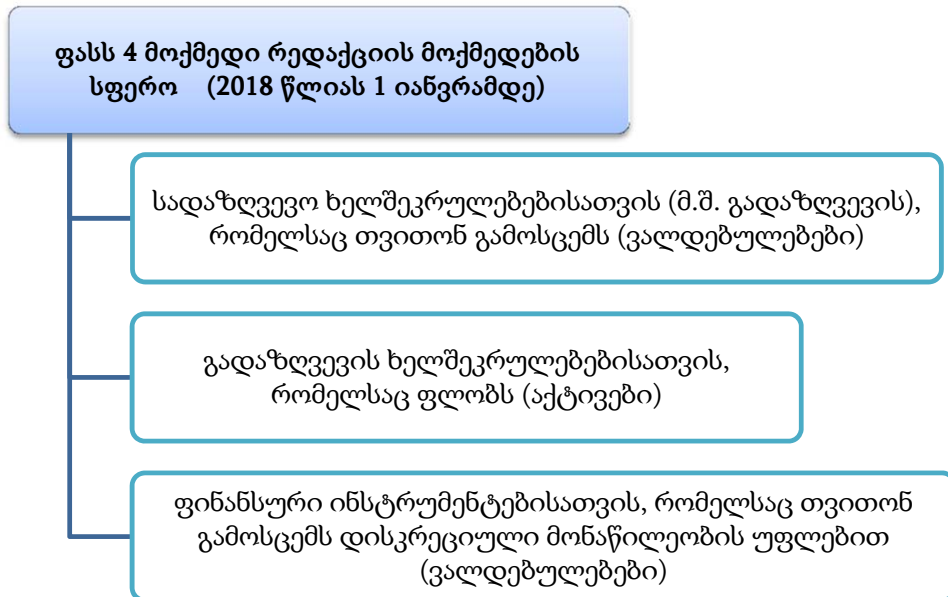 ფასს 4 მოქმედი რედაქციის მოქმედების
სფერო (2018 წლიას 1 იანვრამდე)
სადაზღვევო ხელშეკრულებებისათვის (მ.შ. გადაზღვევის),
რომელსაც თვითონ გამოსცემს (ვალდებულებები)
გადაზღვევის ხელშეკრულებებისათვის,
რომელსაც ფლობს (აქტივები)
ფინანსური ინსტრუმენტებისათვის, რომელსაც თვითონ
გამოსცემს დისკრეციული მონაწილეობის უფლებით
(ვალდებულებები)